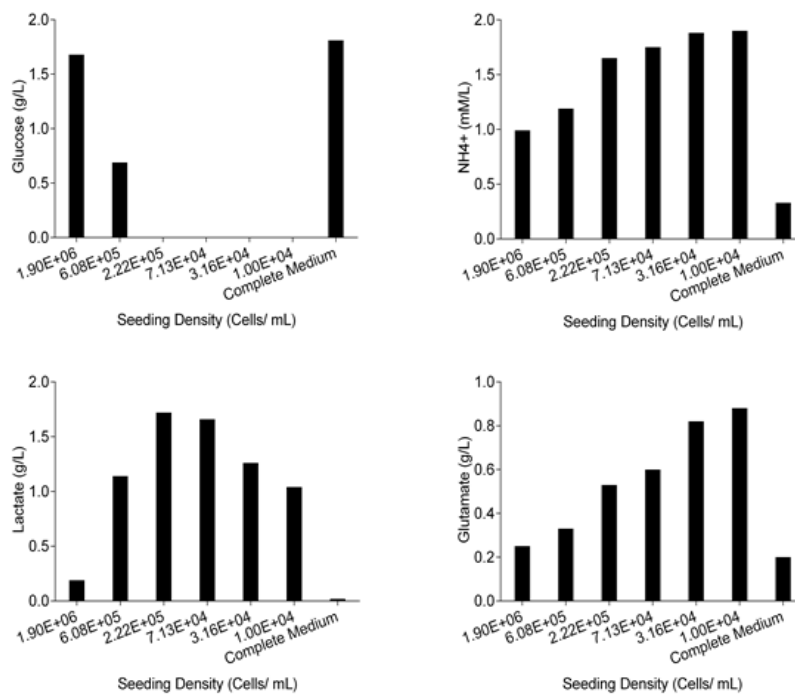 Glucose (g/L)
2.0
1.5
1.0
0.5
0.0
1.90E+06
6.08E+05
2.22E+05
7.13E+04
3.16E+04
1.00E+04
Complete Medium
Seeding Density (Cells/ mL)
NH4+ (mM/L)
2.0
1.5
1.0
0.5
0.0
1.90E+06
6.08E+05
2.22E+05
7.13E+04
3.16E+04
1.00E+04
Complete Medium
Seeding Density (Cells/ mL)
Lactate (g/L)
2.0
1.5
1.0
0.5
0.0
1.90E+06
6.08E+05
2.22E+05
7.13E+04
3.16E+04
1.00E+04
Complete Medium
Seeding Density (Cells/ mL)
Glutamate (g/L)
1.0
0.8
0.6
0.4
0.2
0.0
1.90E+06
6.08E+05
2.22E+05
7.13E+04
3.16E+04
1.00E+04
Complete Medium
Seeding Density (Cells/ mL)